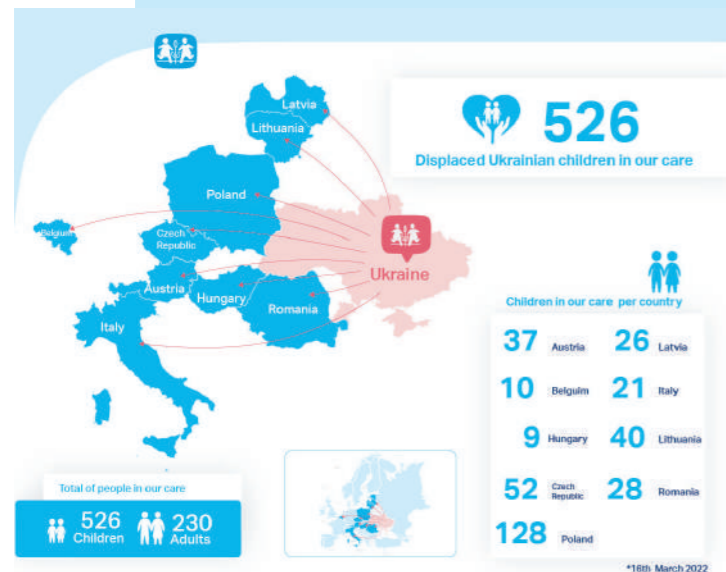 526
Displaced Ukrainian children in our care
Latvia
Lithuania
Poland
Belgium
Czech
Republic
Ukraine
Austria
Hungary
Romania
Italy
Children in our care per country
37 Austria
26 Latvia
10 Belguim
21 Italy
9 Hungary
40 Lithuania
52 Czech
Republic
28 Romania
128 Poland
Total of people in our care
526
Children
230
Adults
*16th March 2022